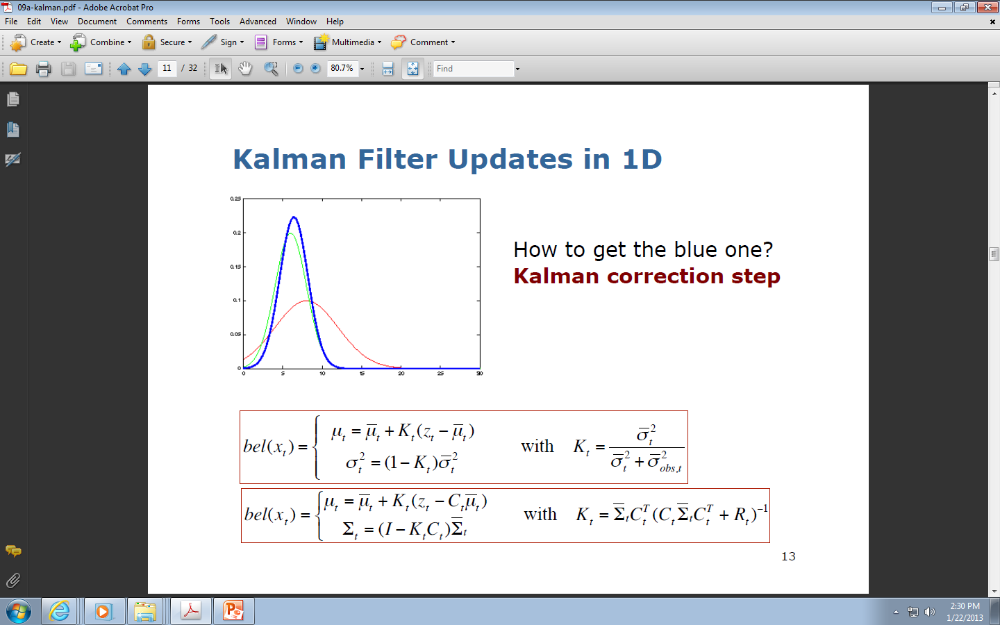 09a-kalman.pdf - Adobe Acrobat Pro
File Edit View Document Comments Forms Tools Advanced Window Help
Create Combine Secure Sign Forms Multimedia Comment
11 / 32 80.7% Find
Kalman Filter Updates in 1D
0.25
0.2
0.15
0.1
0.05
0
0 5 10 15 20 25 30
How to get the blue one?
Kalman correction step
bel(x_t) = { μ_t = μ̅_t + K_t(z_t − μ̅_t)
σ_t^2 = (1 − K_t)σ̅_t^2
with K_t = σ̅_t^2 / (σ̅_t^2 + σ̅_{obs,t}^2)
bel(x_t) = { μ_t = μ̅_t + K_t(z_t − C_t μ̅_t)
Σ_t = (I − K_t C_t)Σ̅_t
with K_t = Σ̅_t C_t^T (C_t Σ̅_t C_t^T + R_t)^{−1}
13
2:30 PM
1/22/2013